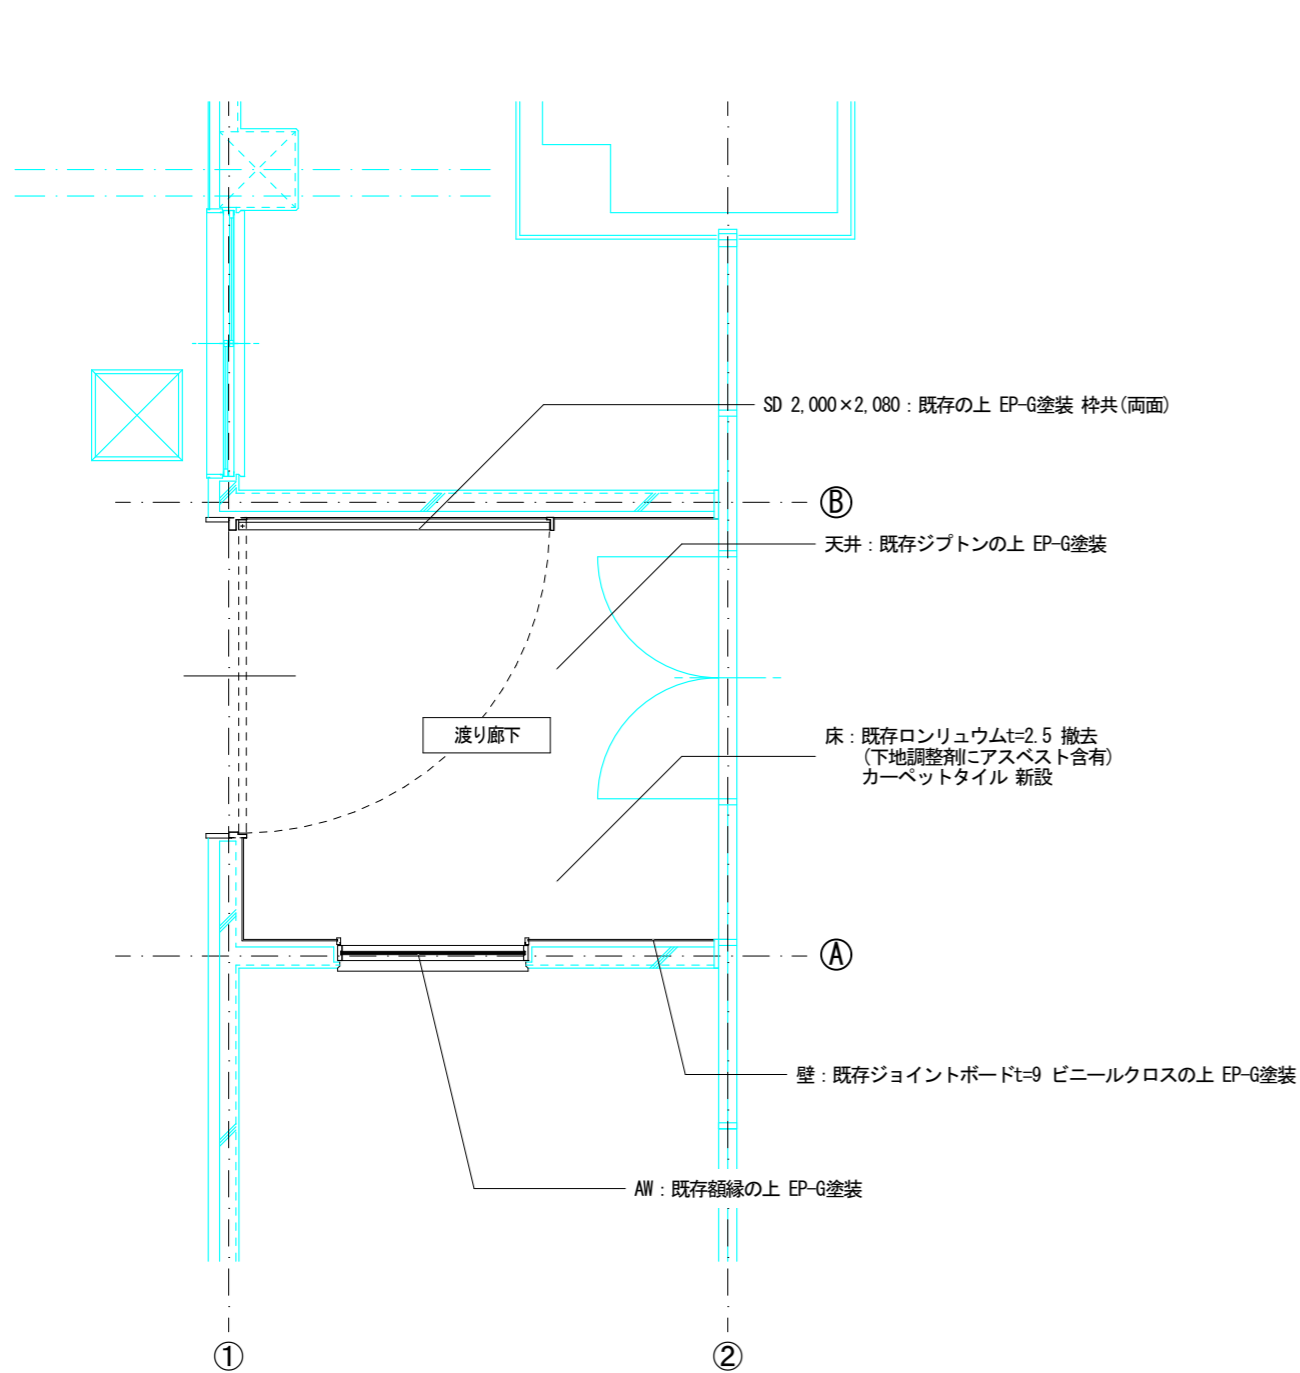 SD 2,000×2,080：既存の上 EP-G塗装 枠共(両面)
Ⓑ
天井：既存ジプトンの上 EP-G塗装
渡り廊下
床：既存ロンリュウムt=2.5 撤去
(下地調整剤にアスベスト含有)
カーペットタイル 新設
Ⓐ
壁：既存ジョイントボードt=9 ビニールクロスの上 EP-G塗装
AW：既存額縁の上 EP-G塗装
①
②